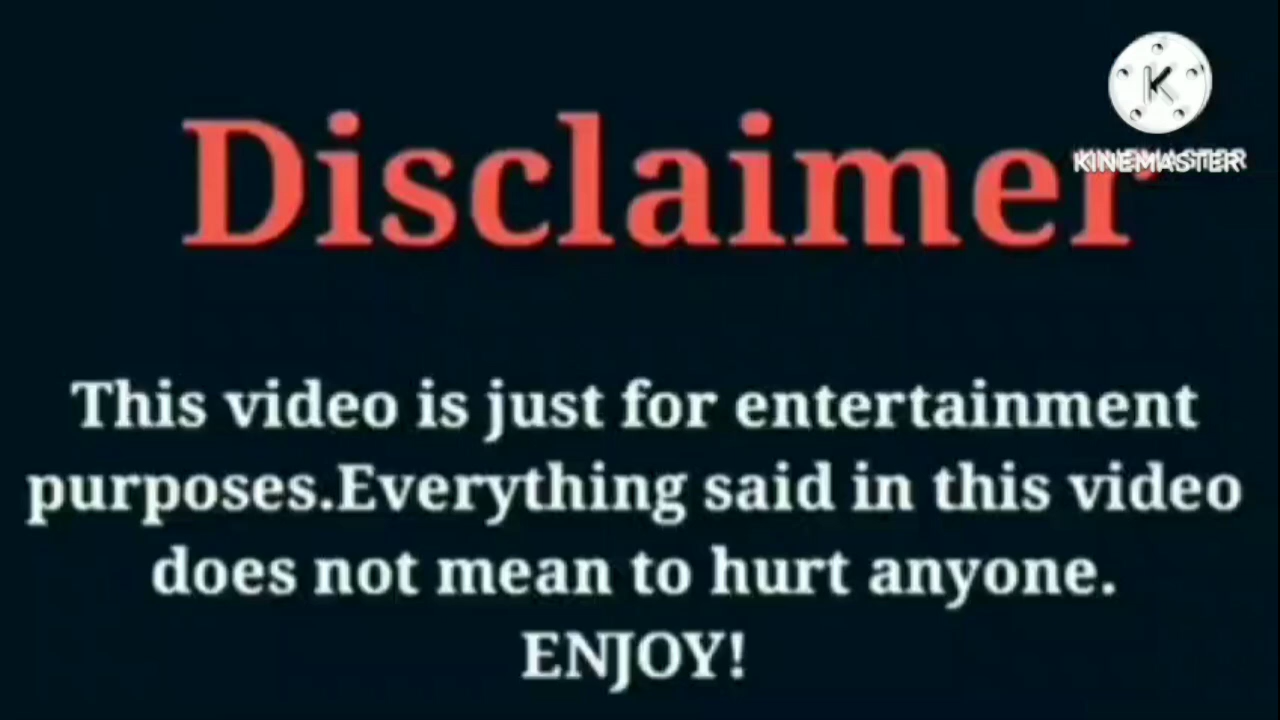 K
KINEMASTER
Disclaimer
This video is just for entertainment
purposes.Everything said in this video
does not mean to hurt anyone.
ENJOY!